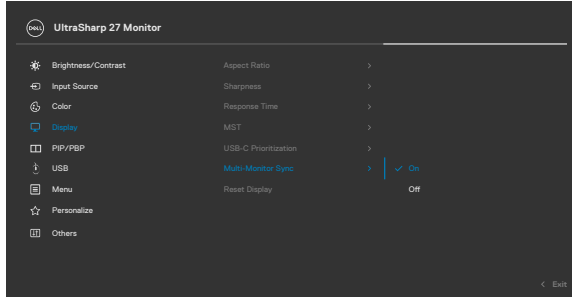 DELL UltraSharp 27 Monitor
Brightness/Contrast Aspect Ratio
Input Source Sharpness
Color Response Time
Display MST
PIP/PBP USB-C Prioritization
USB Multi-Monitor Sync On
Menu Reset Display Off
Personalize
Others
Exit